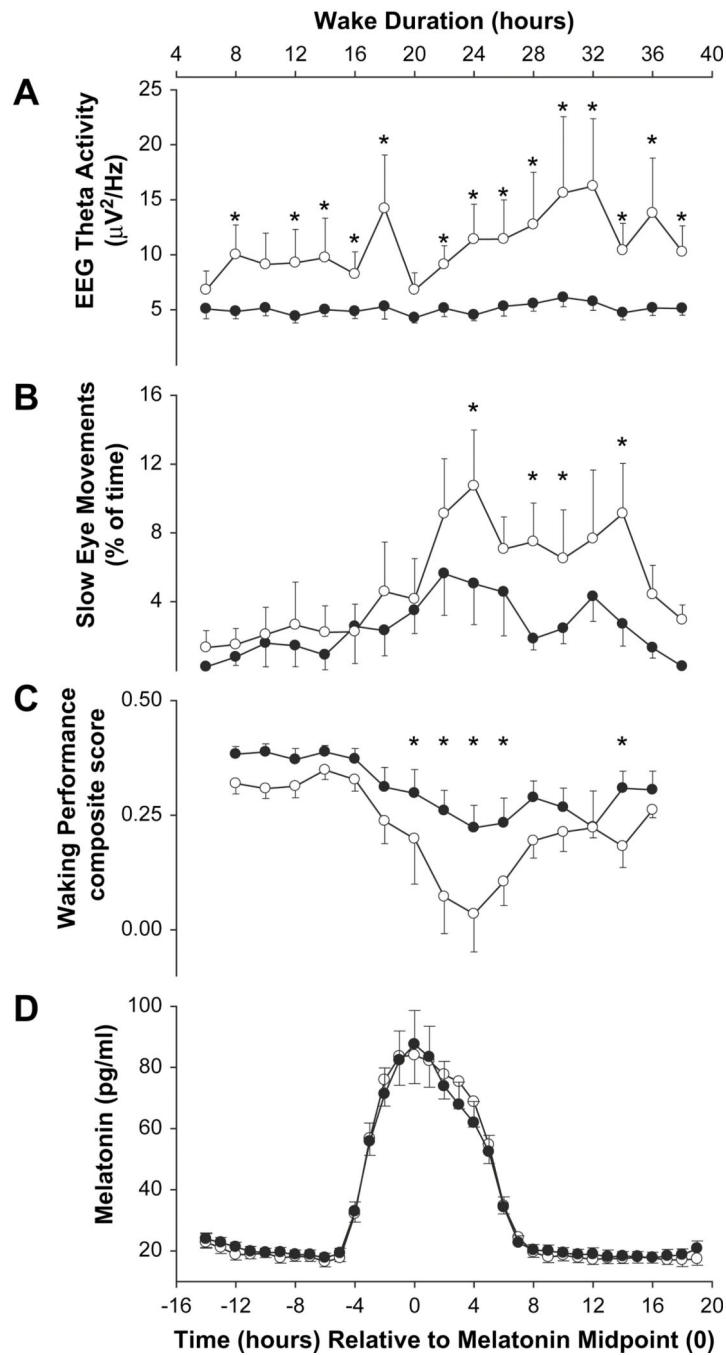 Wake Duration (hours)
4 8 12 16 20 24 28 32 36 40
A
EEG Theta Activity
(μV²/Hz)
25
20
15
10
5
* * * * * * * * * * * * * *
B
Slow Eye Movements
(% of time)
16
12
8
4
* * * *
C
Waking Performance
composite score
0.50
0.25
0.00
* * * * *
D
Melatonin (pg/ml)
100
80
60
40
20
-16 -12 -8 -4 0 4 8 12 16 20
Time (hours) Relative to Melatonin Midpoint (0)